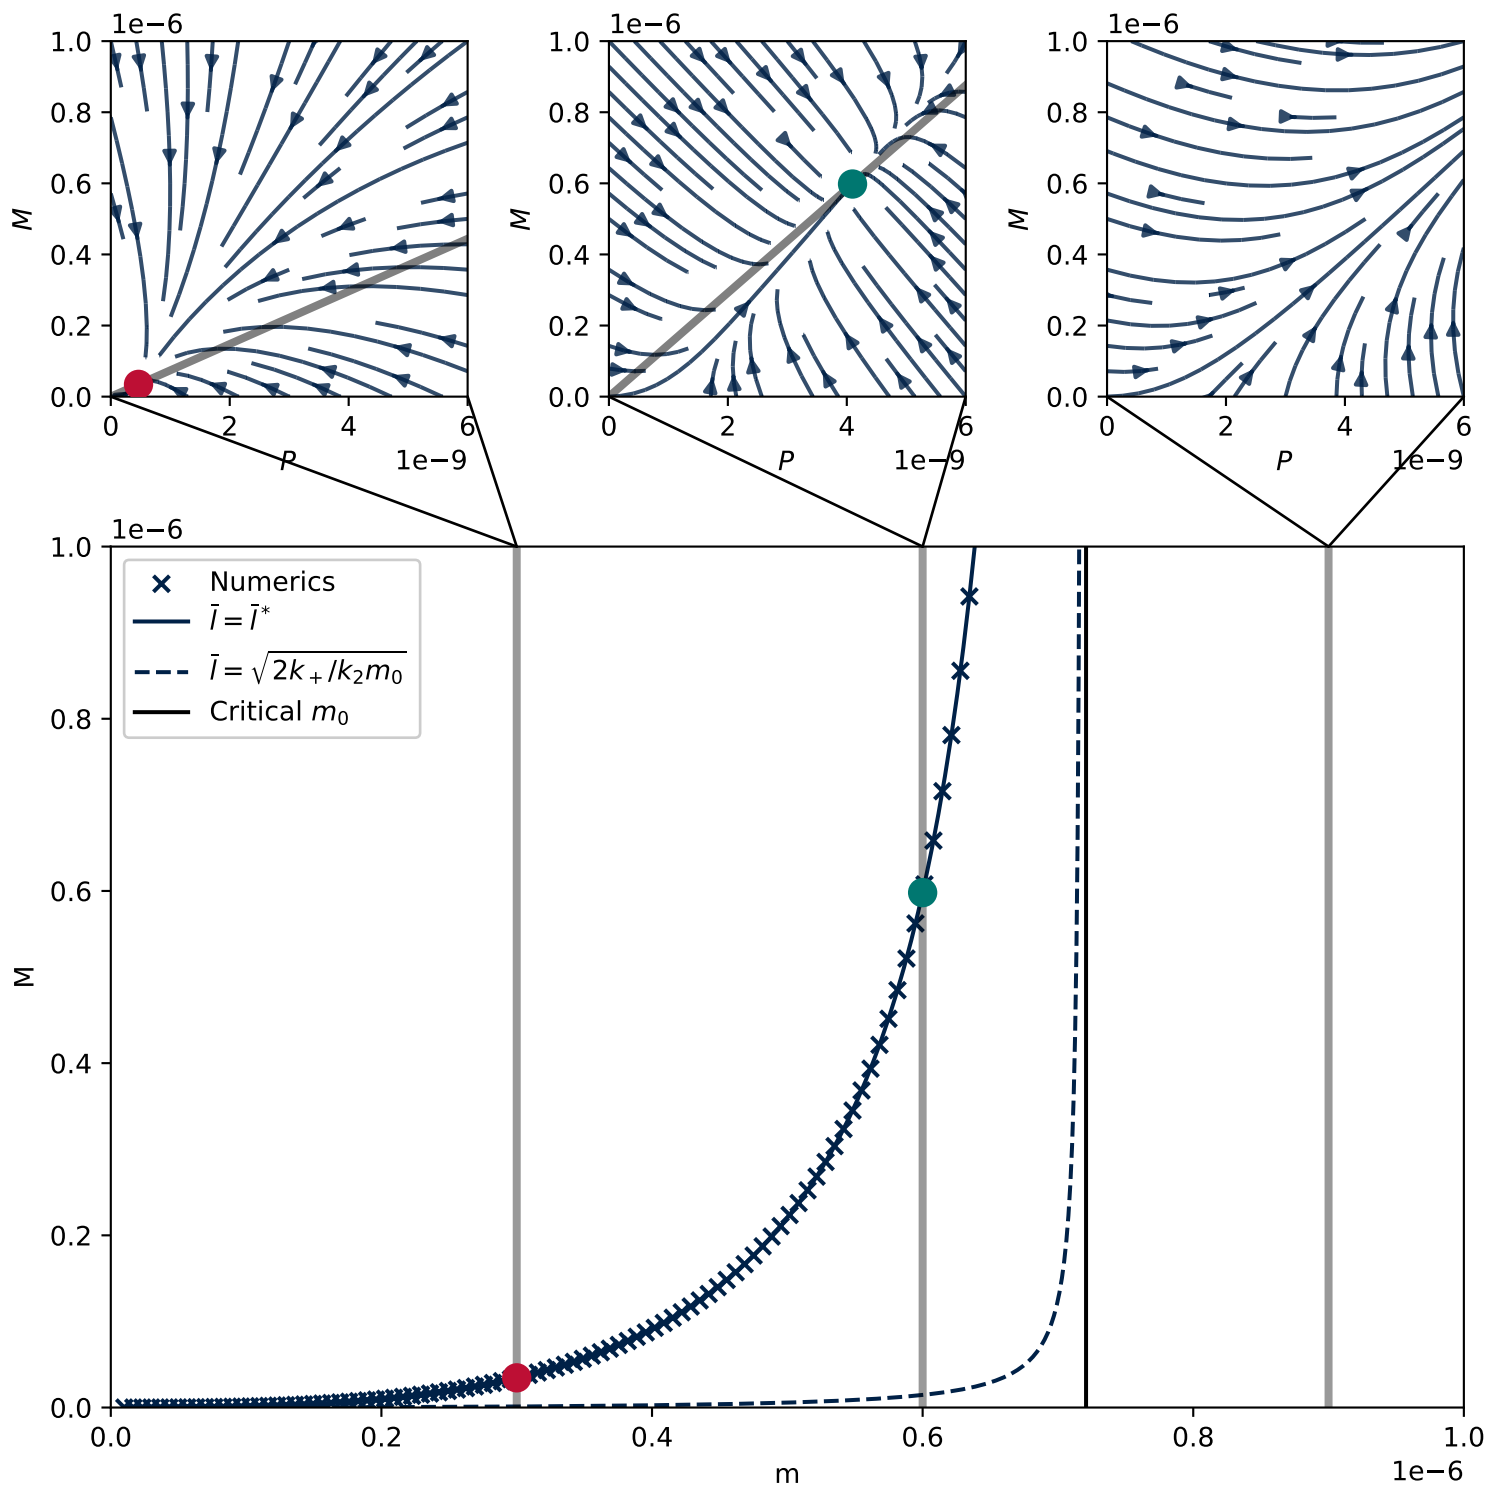 1e−6 1e−6 1e−6
1.0 1.0 1.0
0.8 0.8 0.8
0.6 0.6 0.6
M M M
0.4 0.4 0.4
0.2 0.2 0.2
0.0 0.0 0.0
0 2 4 6 0 2 4 6 0 2 4 6
P 1e−9 P 1e−9 P 1e−9
1e−6
1.0
Numerics
l̄ = l̄*
l̄ = √2k₊/k₂m₀
Critical m₀
0.8
0.6
M
0.4
0.2
0.0
0.0 0.2 0.4 0.6 0.8 1.0
m 1e−6